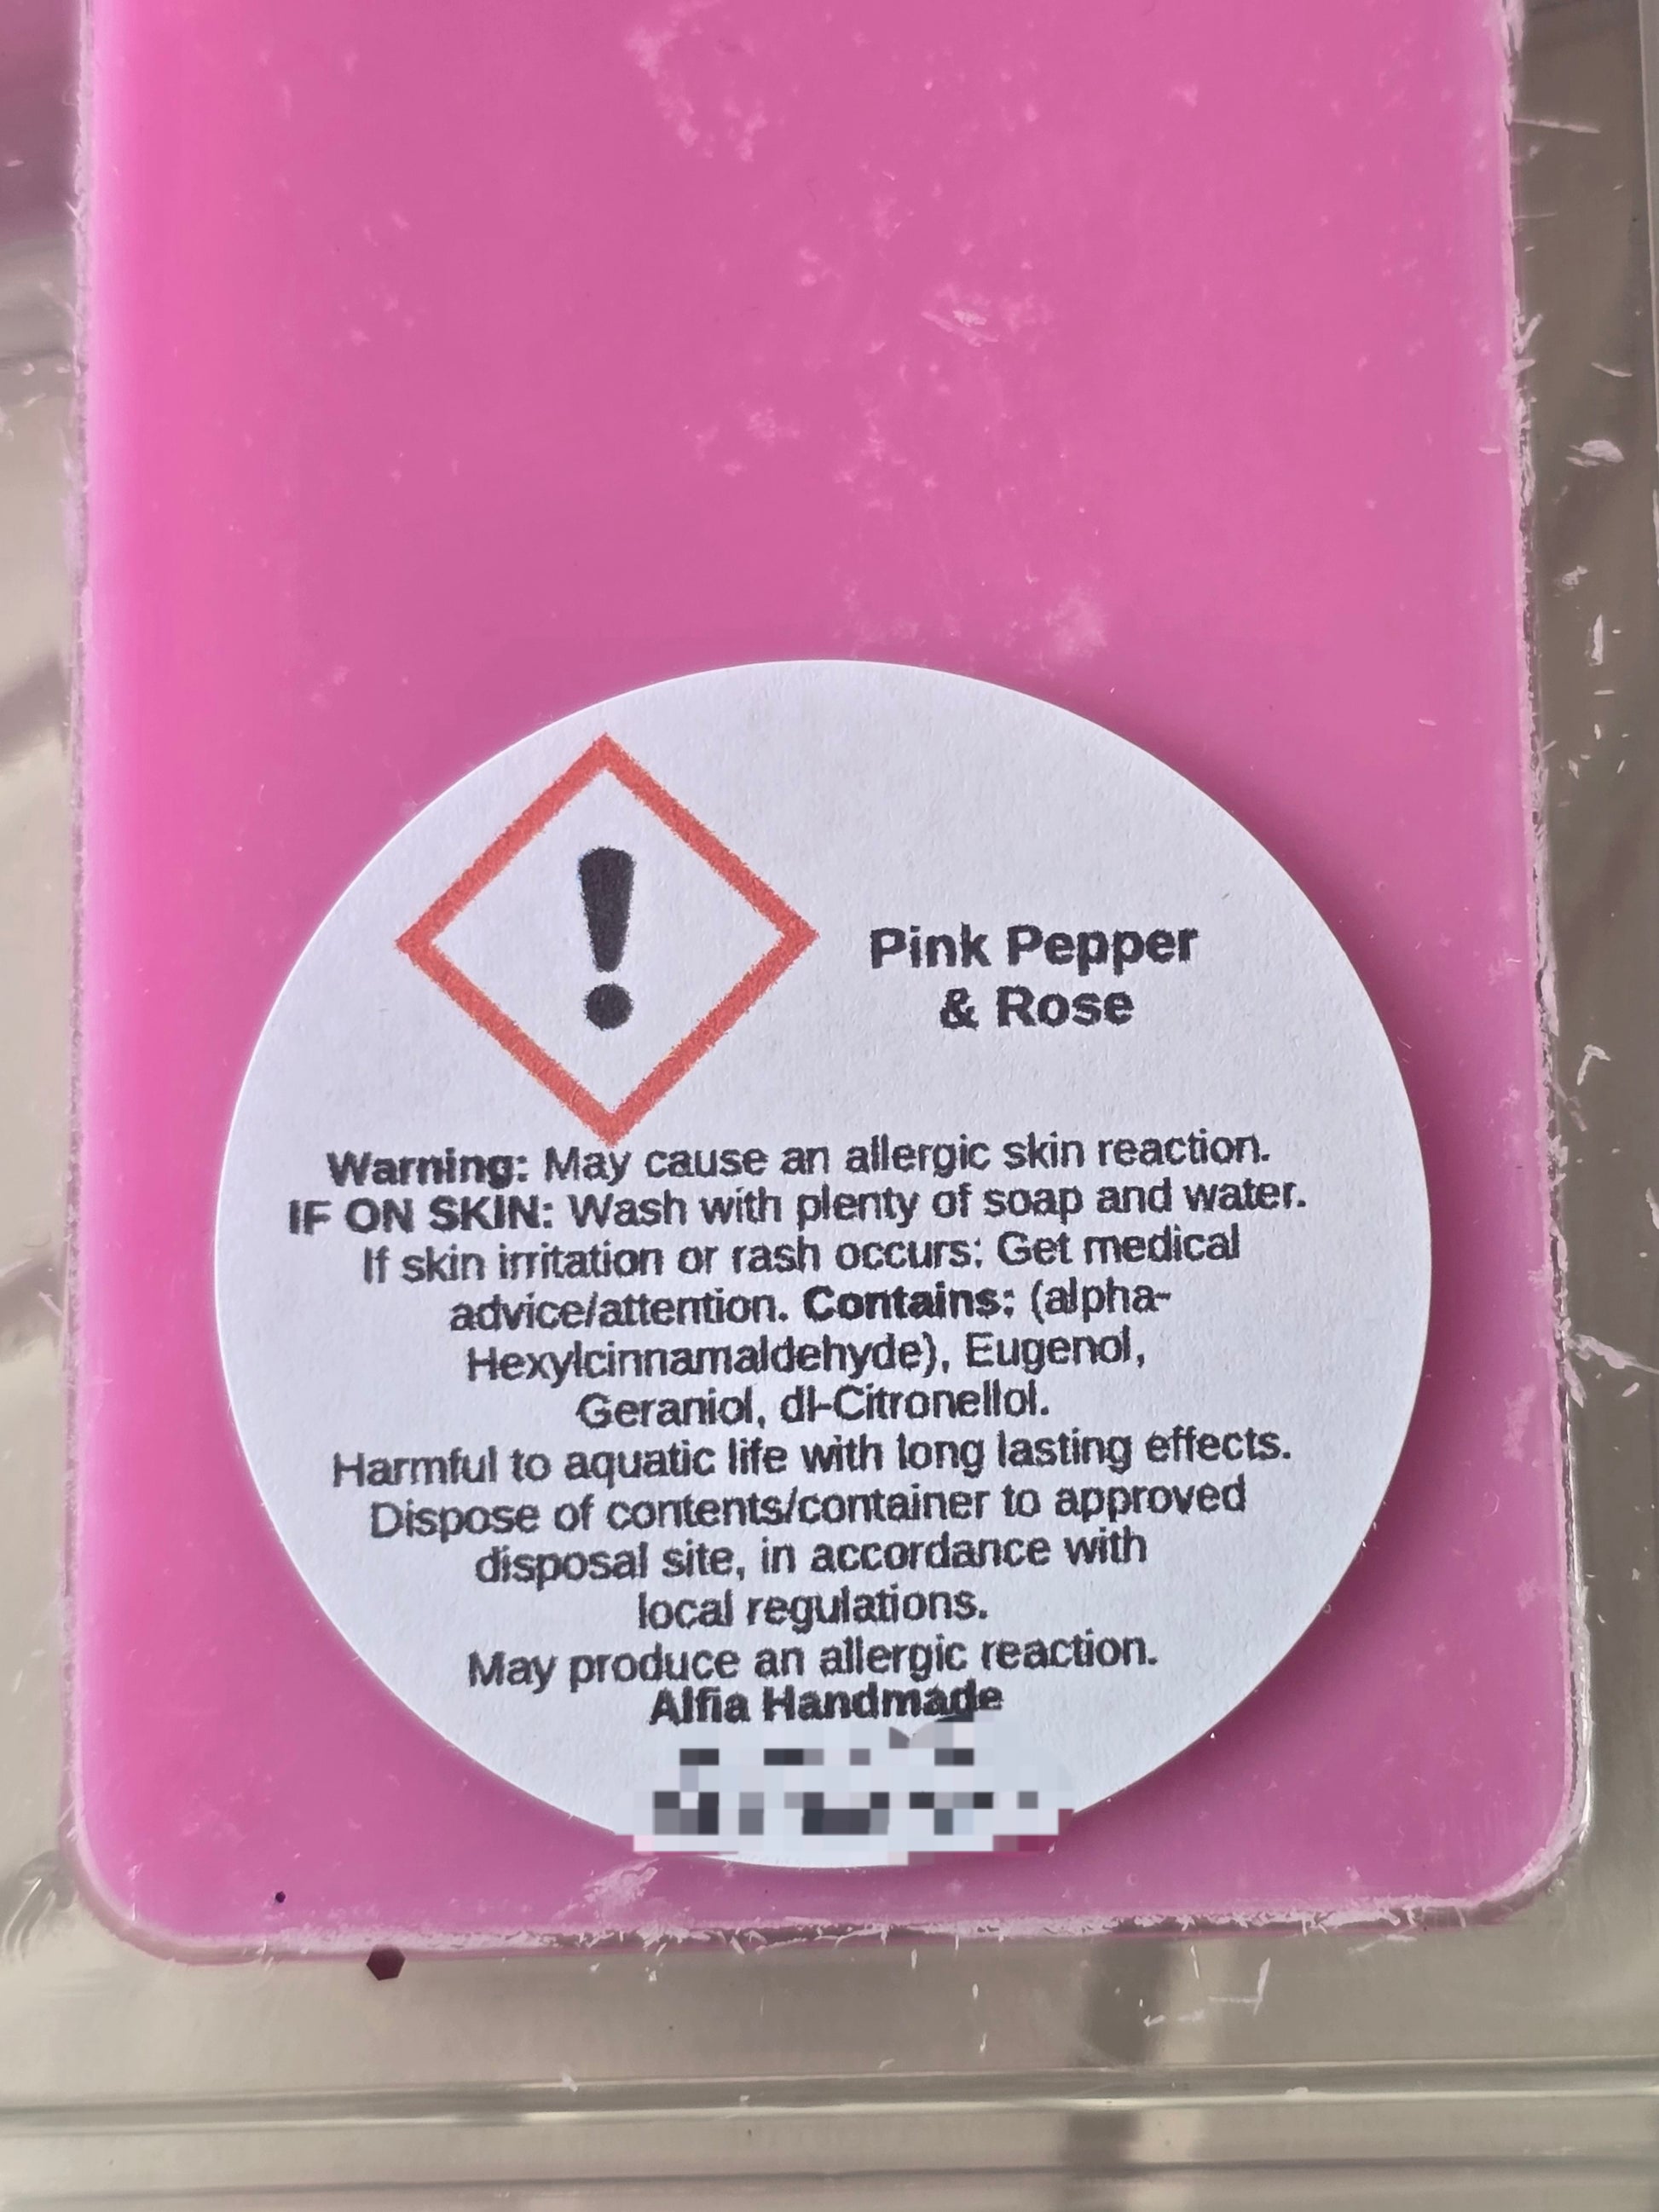 Pink Pepper
& Rose
Warning: May cause an allergic skin reaction.
IF ON SKIN: Wash with plenty of soap and water.
If skin irritation or rash occurs: Get medical
advice/attention. Contains: (alpha-
Hexylcinnamaldehyde), Eugenol,
Geraniol, dl-Citronellol.
Harmful to aquatic life with long lasting effects.
Dispose of contents/container to approved
disposal site, in accordance with
local regulations.
May produce an allergic reaction.
Alfia Handmade